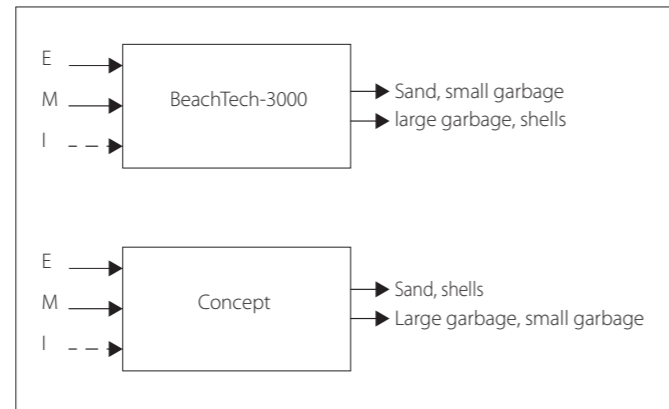 E
M
I
BeachTech-3000
Sand, small garbage
large garbage, shells
E
M
I
Concept
Sand, shells
Large garbage, small garbage